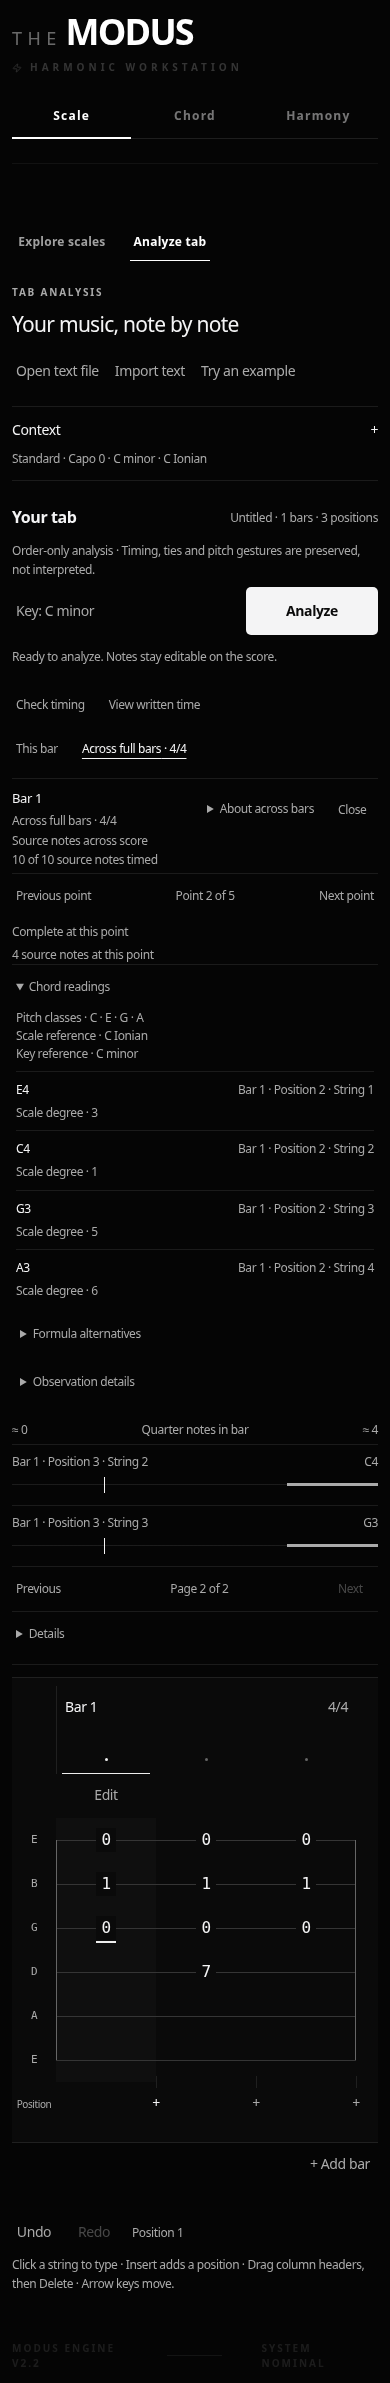 THE MODUS
HARMONIC WORKSTATION
Scale Chord Harmony
Explore scales Analyze tab
TAB ANALYSIS
Your music, note by note
Open text file Import text Try an example
Context +
Standard · Capo 0 · C minor · C Ionian
Your tab Untitled · 1 bars · 3 positions
Order-only analysis · Timing, ties and pitch gestures are preserved,
not interpreted.
Key: C minor Analyze
Ready to analyze. Notes stay editable on the score.
Check timing View written time
This bar Across full bars · 4/4
Bar 1
▶ About across bars Close
Across full bars · 4/4
Source notes across score
10 of 10 source notes timed
Previous point Point 2 of 5 Next point
Complete at this point
4 source notes at this point
▼ Chord readings
Pitch classes · C · E · G · A
Scale reference · C Ionian
Key reference · C minor
E4 Bar 1 · Position 2 · String 1
Scale degree · 3
C4 Bar 1 · Position 2 · String 2
Scale degree · 1
G3 Bar 1 · Position 2 · String 3
Scale degree · 5
A3 Bar 1 · Position 2 · String 4
Scale degree · 6
▶ Formula alternatives
▶ Observation details
≈ 0 Quarter notes in bar ≈ 4
Bar 1 · Position 3 · String 2 C4
Bar 1 · Position 3 · String 3 G3
Previous Page 2 of 2 Next
▶ Details
Bar 1 4/4
· · ·
Edit
E 0 0 0
B 1 1 1
G 0 0 0
D 7
A
E
Position + + +
+ Add bar
Undo Redo Position 1
Click a string to type · Insert adds a position · Drag column headers,
then Delete · Arrow keys move.
MODUS ENGINE
V2.2
SYSTEM
NOMINAL